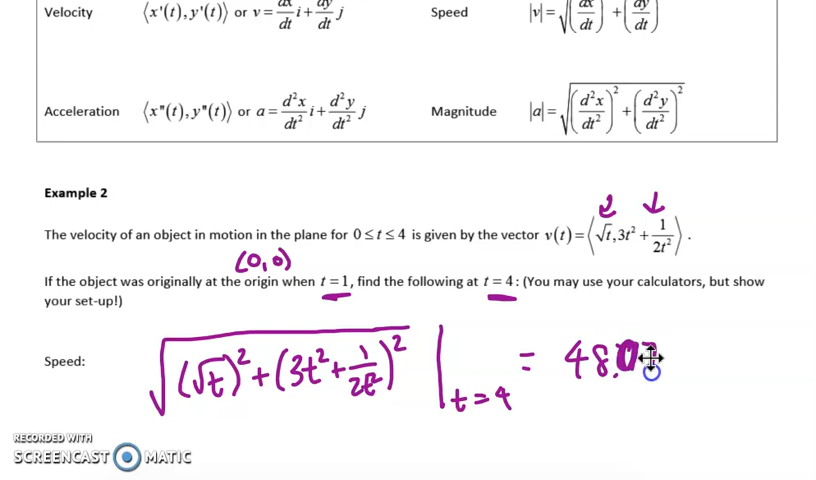 Velocity ⟨x'(t), y'(t)⟩ or v = dx/dt i + dy/dt j Speed |v| = √((dx/dt) + (dy/dt))
Acceleration ⟨x"(t), y"(t)⟩ or a = d²x/dt² i + d²y/dt² j Magnitude |a| = √((d²x/dt²)² + (d²y/dt²)²)
Example 2
The velocity of an object in motion in the plane for 0 ≤ t ≤ 4 is given by the vector v(t) = ⟨√t, 3t² + 1/2t²⟩.
(0, 0)
If the object was originally at the origin when t = 1, find the following at t = 4: (You may use your calculators, but show
your set-up!)
Speed: √((√t)² + (3t² + 1/2t²)²) | t = 4 = 48.0
RECORDED WITH
SCREENCAST MATIC